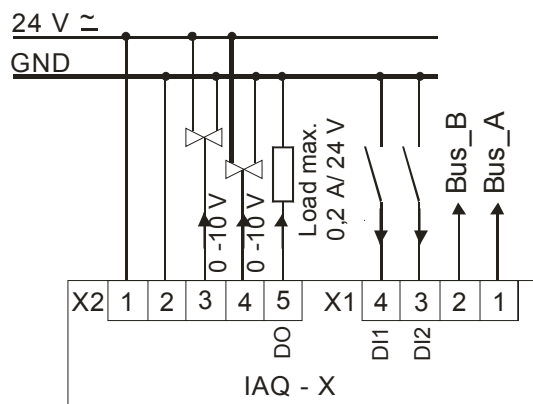 24 V ≃
GND
0 -10 V
0 -10 V
Load max.
0,2 A/ 24 V
Bus_B
Bus_A
X2 1 2 3 4 5 X1 4 3 2 1
DO DI1 DI2
IAQ - X